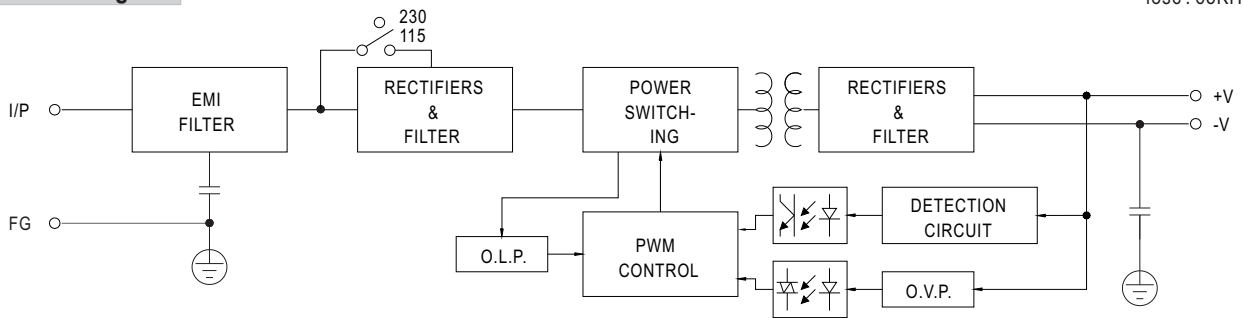 230
115
I/P
EMI
FILTER
RECTIFIERS
&
FILTER
POWER
SWITCH-
ING
RECTIFIERS
&
FILTER
+V
-V
FG
O.L.P.
PWM
CONTROL
DETECTION
CIRCUIT
O.V.P.